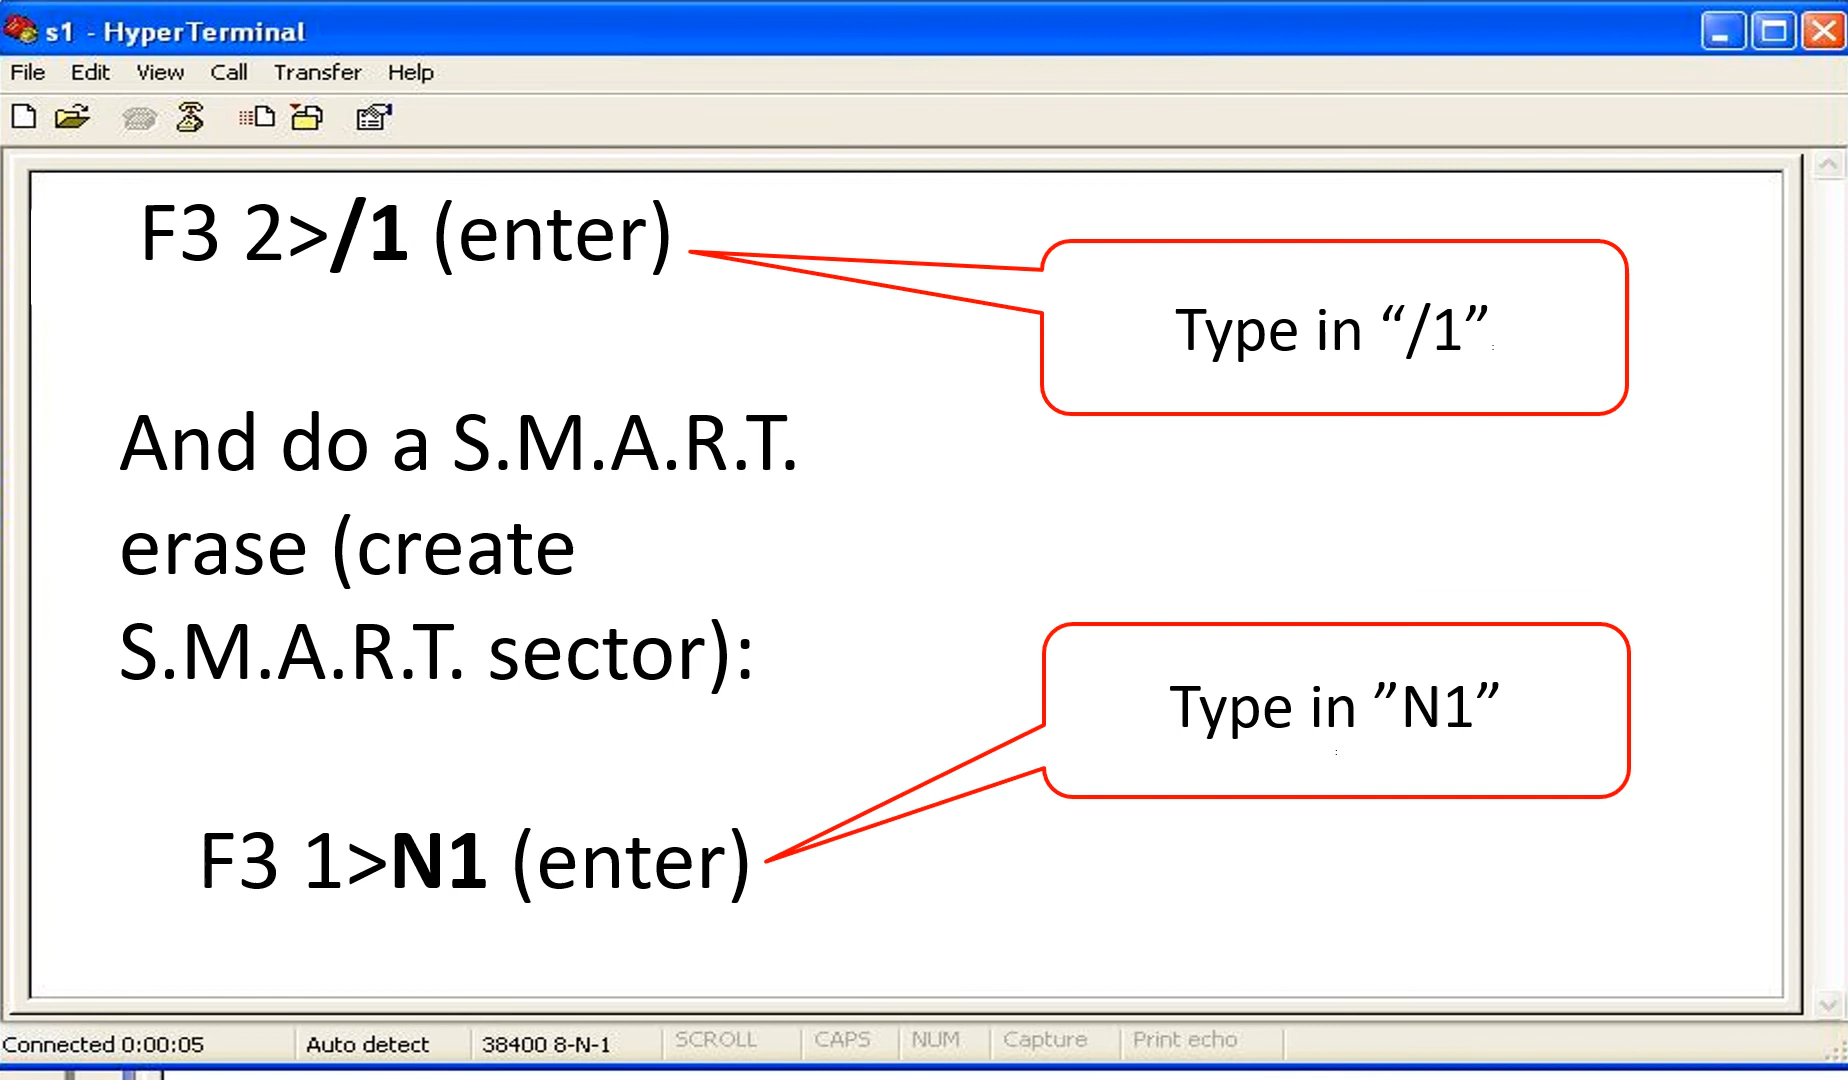 s1 - HyperTerminal
File Edit View Call Transfer Help
F3 2>/1 (enter)
Type in “/1”
And do a S.M.A.R.T.
erase (create
S.M.A.R.T. sector):
Type in ”N1”
F3 1>N1 (enter)
Connected 0:00:05 Auto detect 38400 8-N-1 SCROLL CAPS NUM Capture Print echo